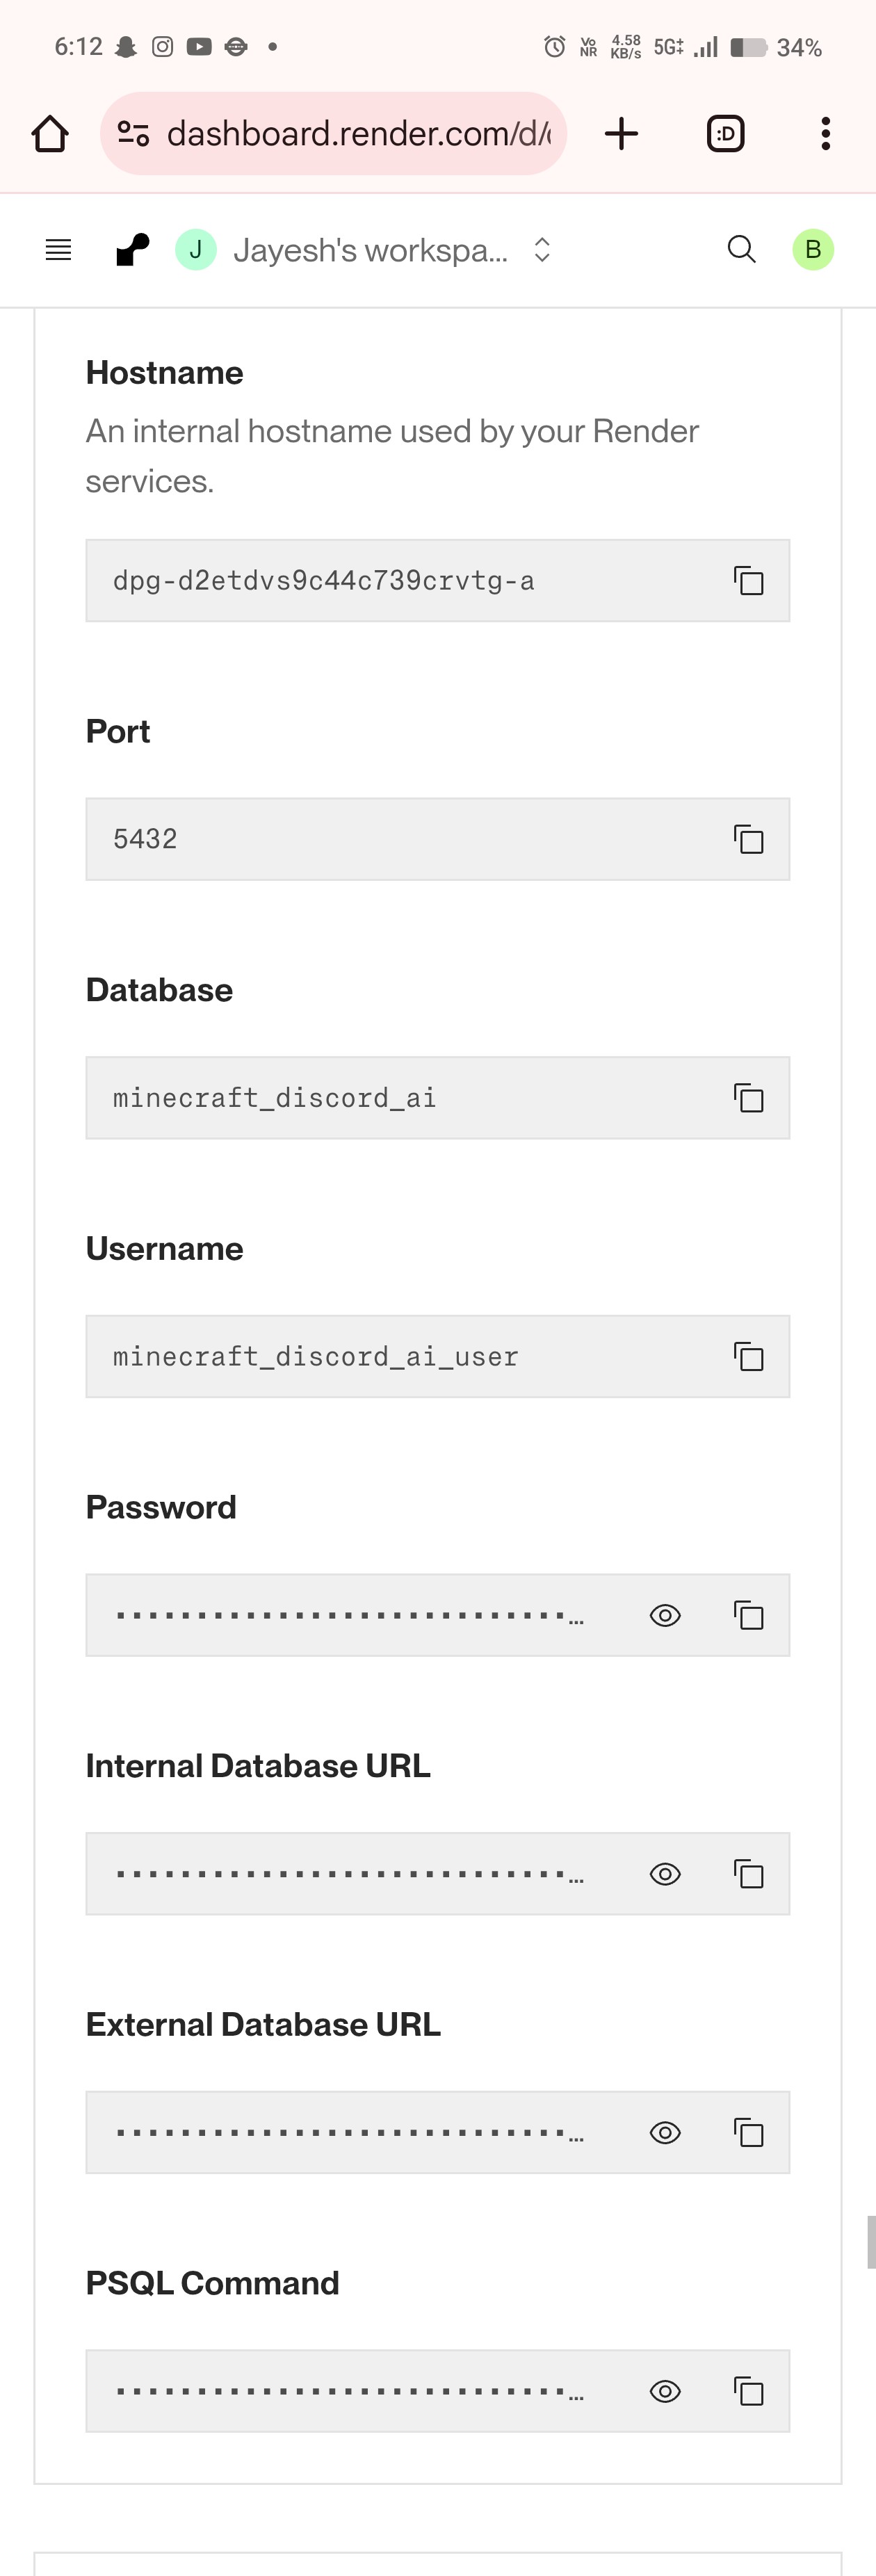 6:12
Vo
NR
4.58
KB/s
5G
34%
dashboard.render.com/d/
:D
J
Jayesh's workspa...
B
Hostname
An internal hostname used by your Render
services.
dpg-d2etdvs9c44c739crvtg-a
Port
5432
Database
minecraft_discord_ai
Username
minecraft_discord_ai_user
Password
Internal Database URL
External Database URL
PSQL Command